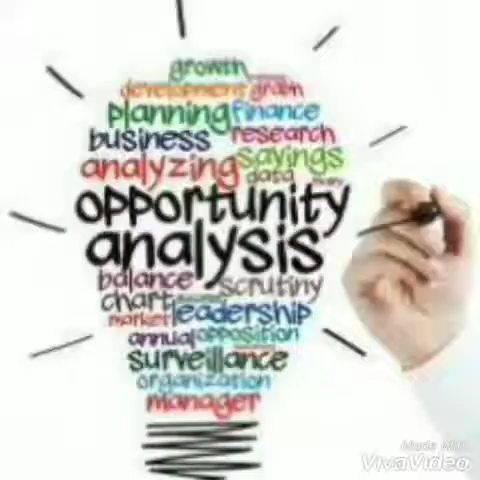 growth
development graph
planning finance
business research
analyzing savings
data
opportunity
analysis
balance scrutiny
chart leadership
market
annual opposition
surveillance
organization
manager
Made With
VivaVideo